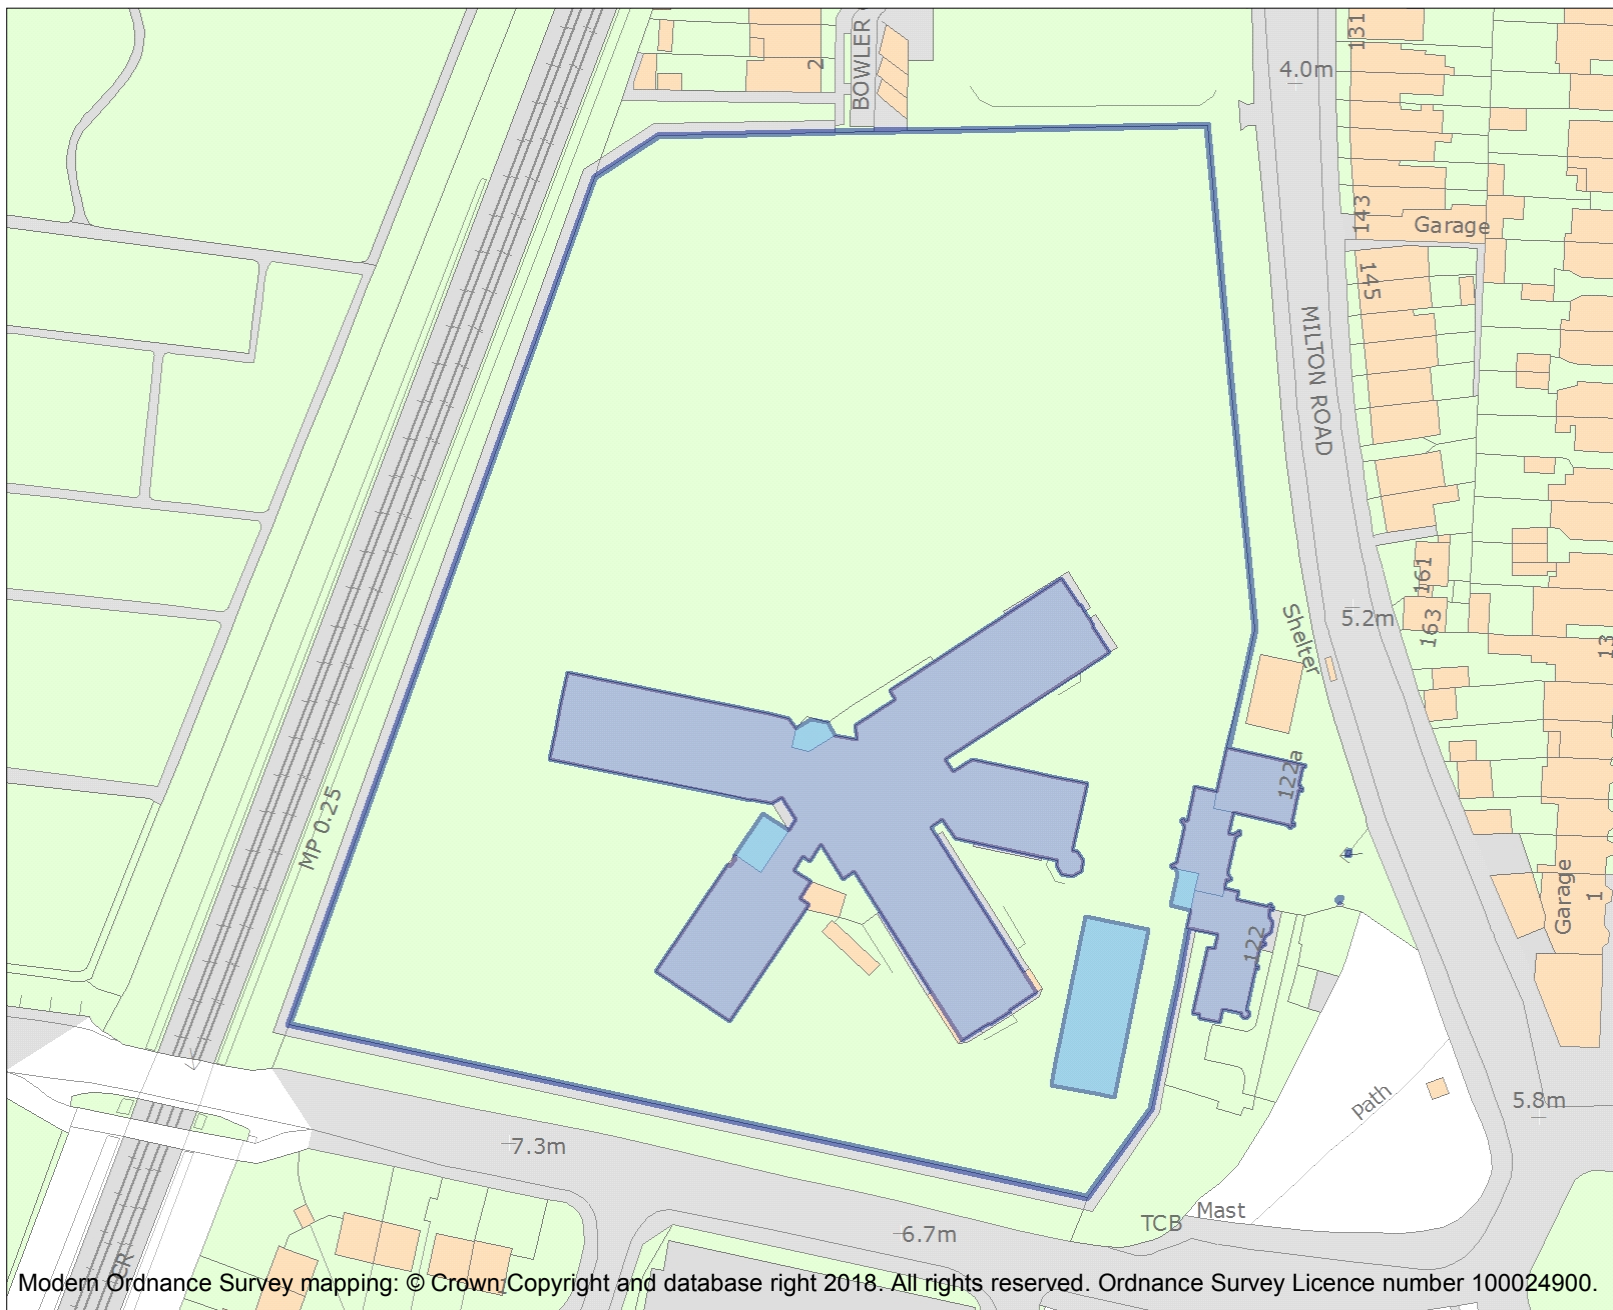 BOWLER
2
131
4.0m
143
Garage
145
MILTON ROAD
161
163
5.2m
Shelter
13
122a
MP 0.25
122
Garage
1
Path
5.8m
7.3m
Mast
TCB
6.7m
CR
Modern Ordnance Survey mapping: © Crown Copyright and database right 2018. All rights reserved. Ordnance Survey Licence number 100024900.